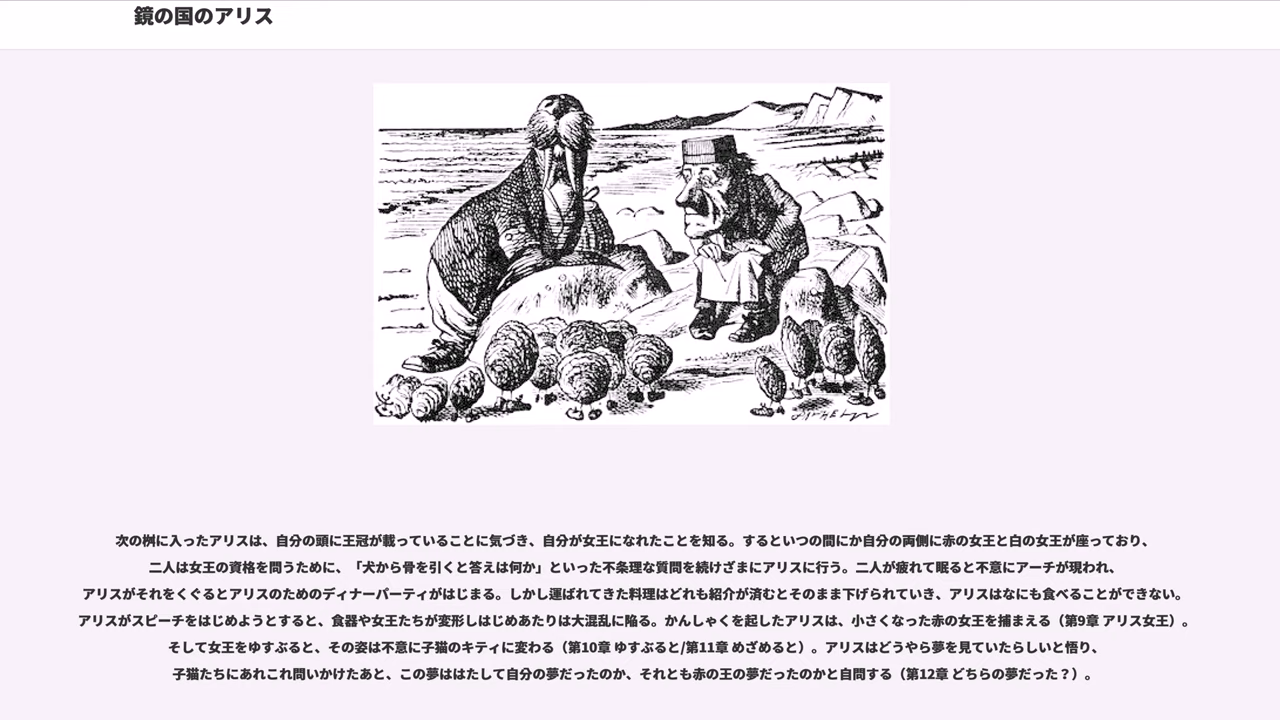 鏡の国のアリス
次の桝に入ったアリスは、自分の頭に王冠が載っていることに気づき、自分が女王になれたことを知る。するといつの間にか自分の両側に赤の女王と白の女王が座っており、
二人は女王の資格を問うために、「犬から骨を引くと答えは何か」といった不条理な質問を続けざまにアリスに行う。二人が疲れて眠ると不意にアーチが現われ、
アリスがそれをくぐるとアリスのためのディナーパーティがはじまる。しかし運ばれてきた料理はどれも紹介が済むとそのまま下げられていき、アリスはなにも食べることができない。
アリスがスピーチをはじめようとすると、食器や女王たちが変形しはじめあたりは大混乱に陥る。かんしゃくを起したアリスは、小さくなった赤の女王を捕まえる（第9章 アリス女王）。
そして女王をゆすぶると、その姿は不意に子猫のキティに変わる（第10章 ゆすぶると/第11章 めざめると）。アリスはどうやら夢を見ていたらしいと悟り、
子猫たちにあれこれ問いかけたあと、この夢ははたして自分の夢だったのか、それとも赤の王の夢だったのかと自問する（第12章 どちらの夢だった？）。